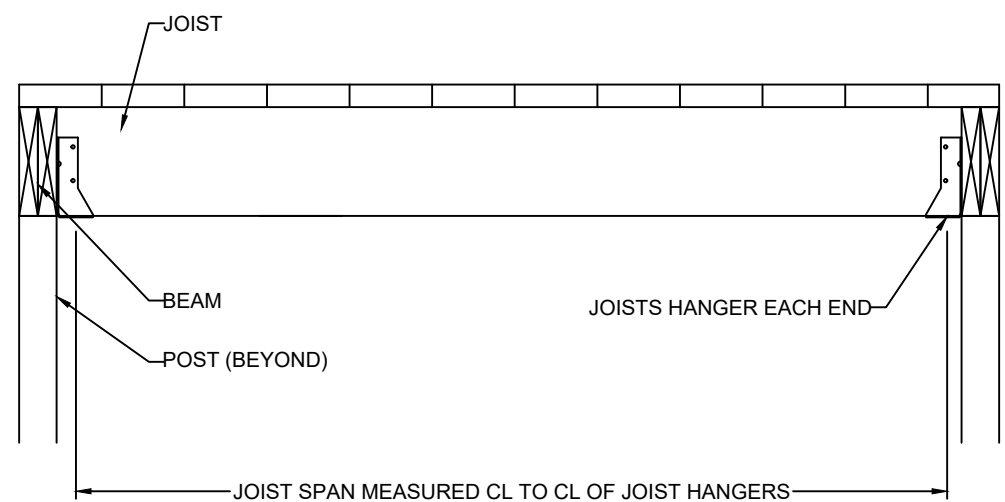 JOIST
BEAM
JOISTS HANGER EACH END
POST (BEYOND)
JOIST SPAN MEASURED CL TO CL OF JOIST HANGERS